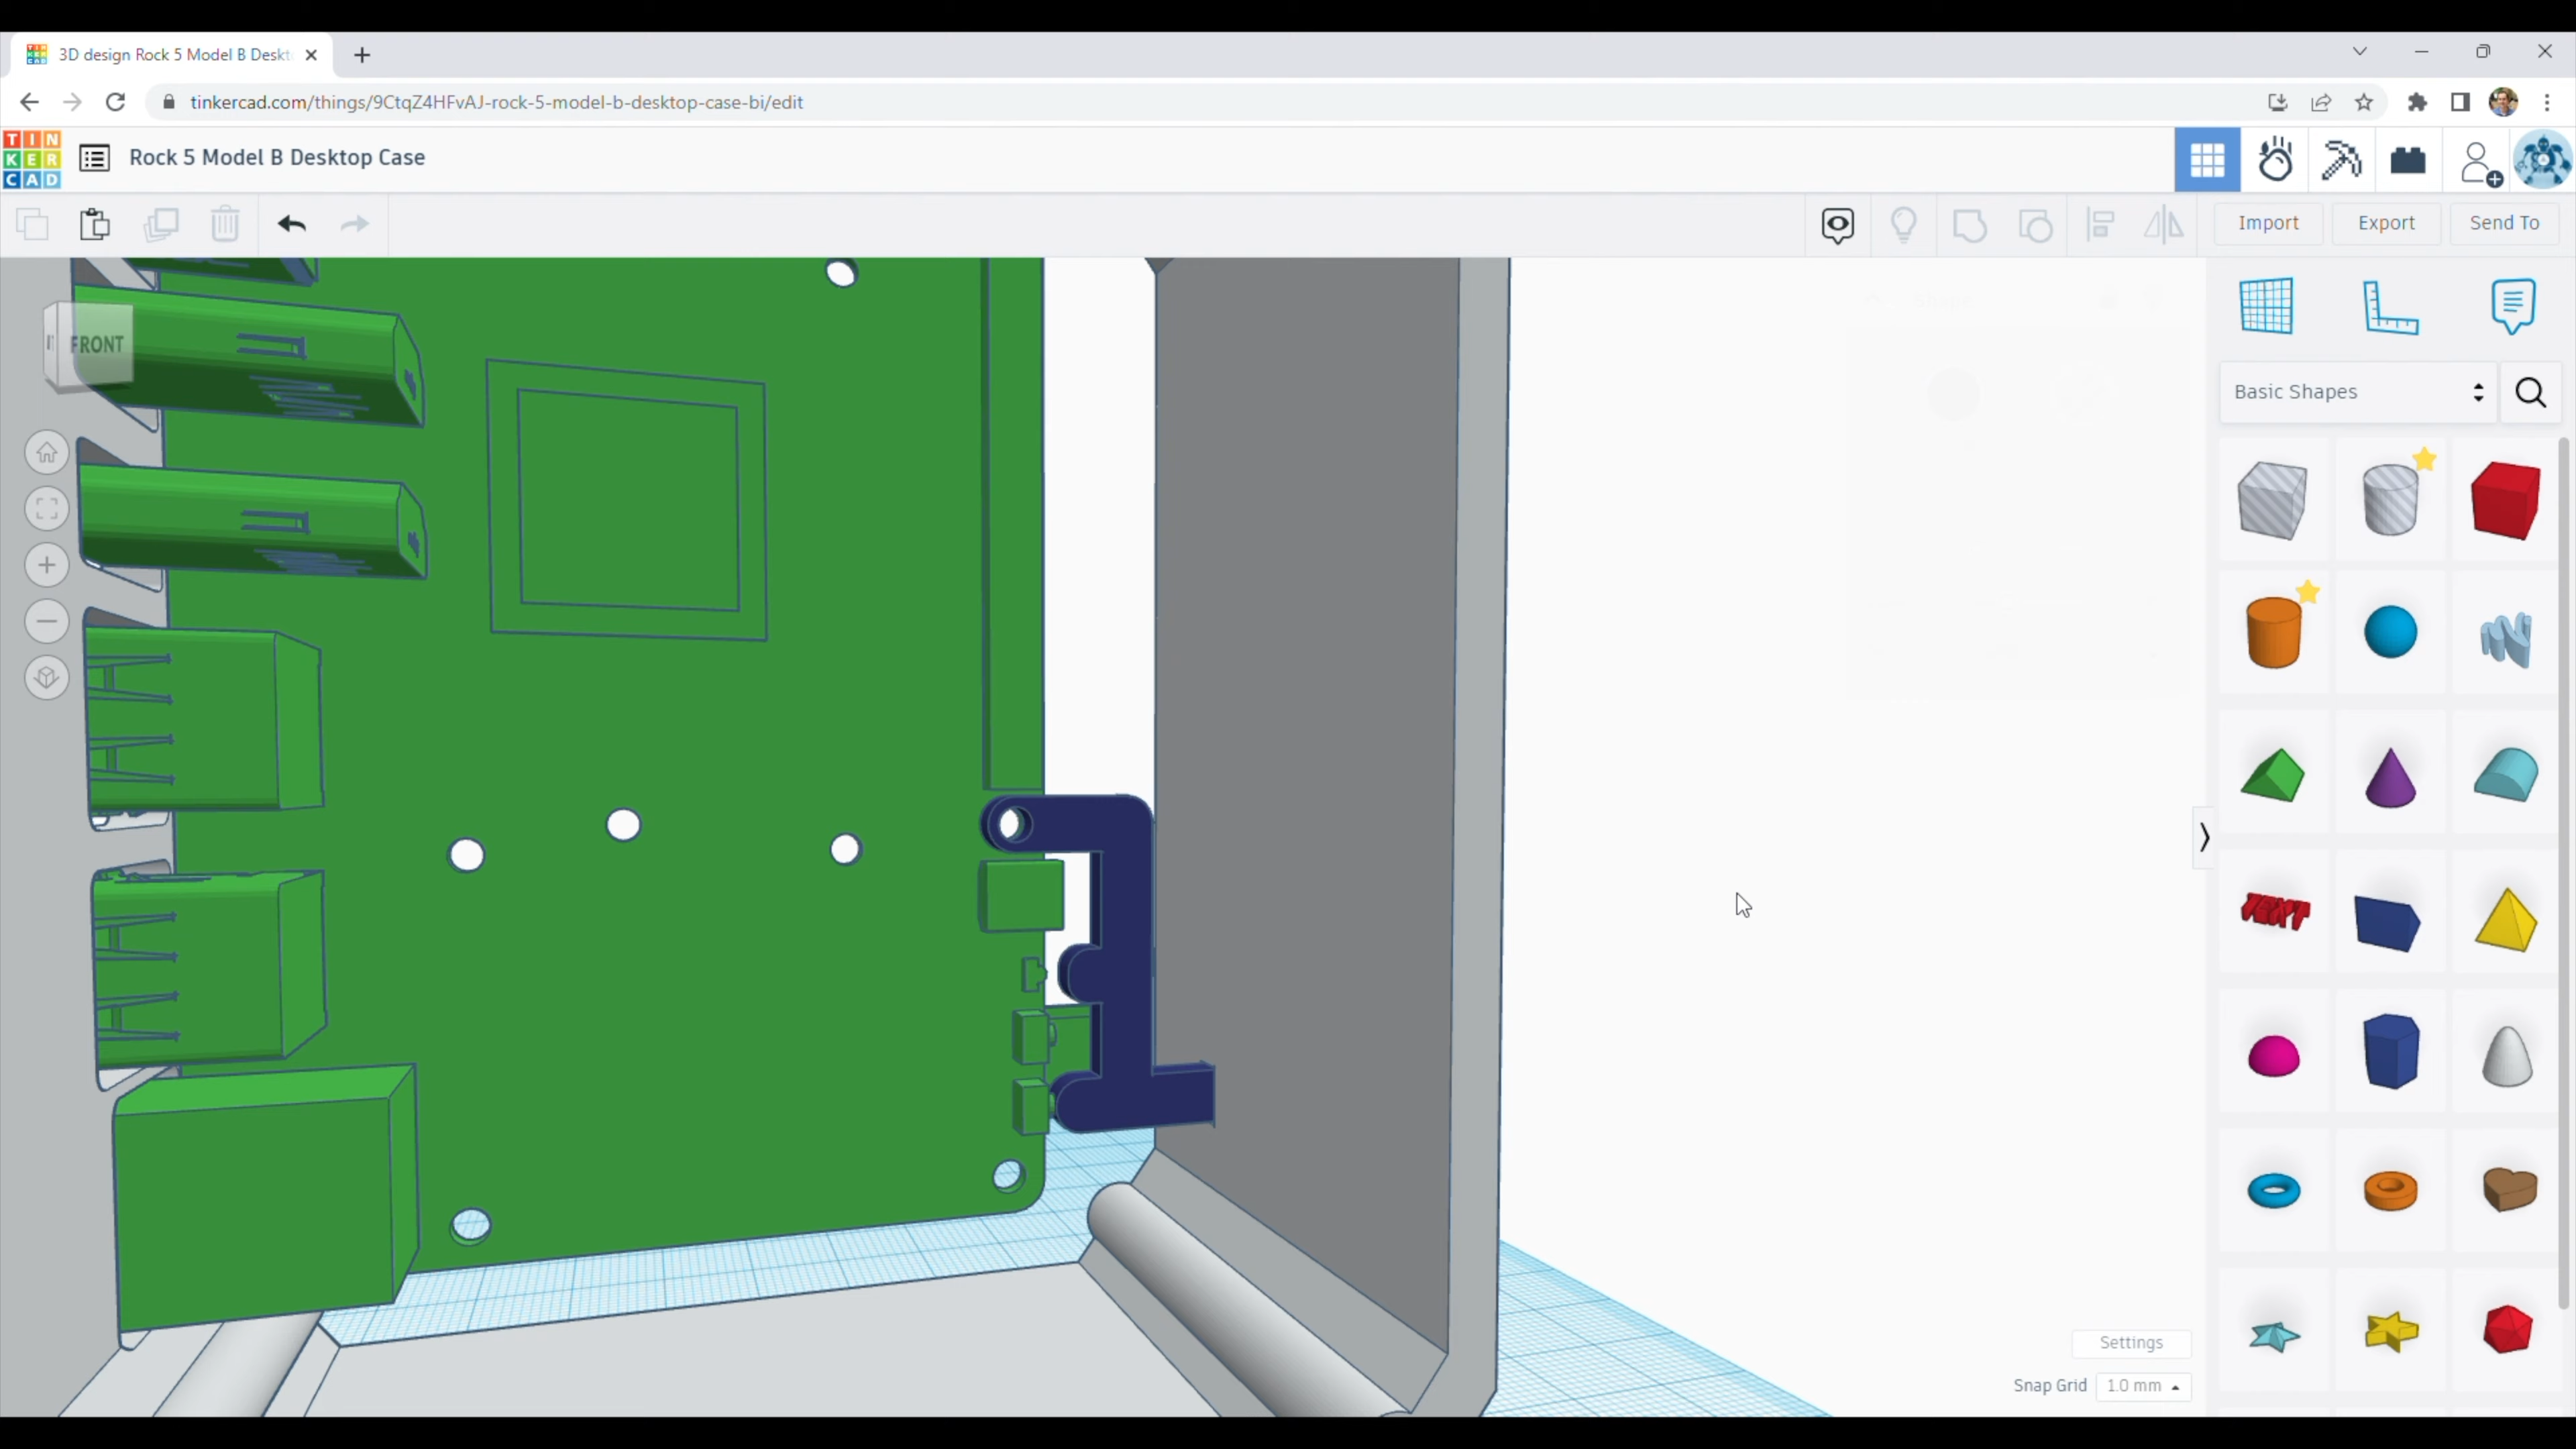 3D design Rock 5 Model B Deskt
tinkercad.com/things/9CtqZ4HFvAJ-rock-5-model-b-desktop-case-bi/edit
TIN
KER
CAD
Rock 5 Model B Desktop Case
Import
Export
Send To
FRONT
Basic Shapes
TEXT
Settings
Snap Grid
1.0 mm